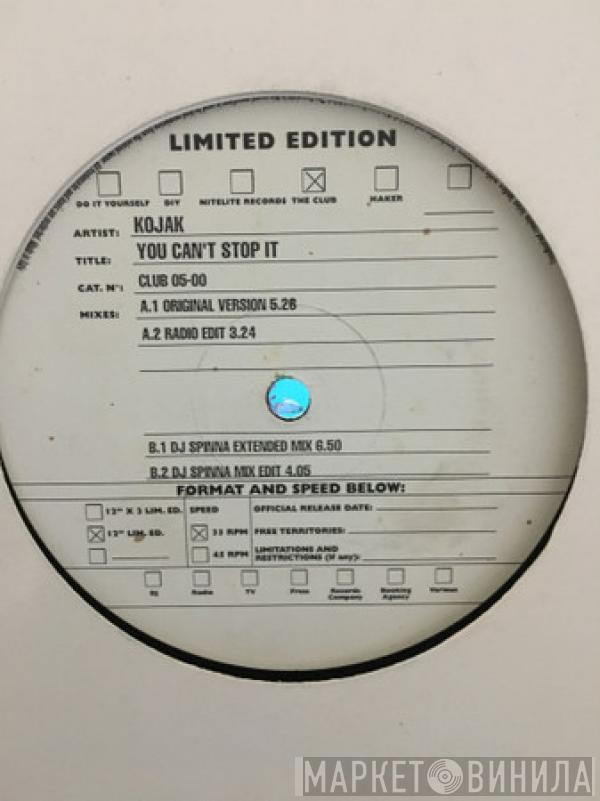 LIMITED EDITION
DO IT YOURSELF DIY NITELITE RECORDS THE CLUB MAKER
ARTIST: KOJAK
TITLE: YOU CAN'T STOP IT
CAT. N°: CLUB 05-00
MIXES: A.1 ORIGINAL VERSION 5.26
A.2 RADIO EDIT 3.24
B.1 DJ SPINNA EXTENDED MIX 6.50
B.2 DJ SPINNA MIX EDIT 4.05
FORMAT AND SPEED BELOW:
12" X 2 LIM. ED. SPEED OFFICIAL RELEASE DATE:
12" LIM. ED. 33 RPM FREE TERRITORIES:
45 RPM LIMITATIONS AND
RESTRICTIONS (if any):
DJ Radio TV Press Records Booking Various
Company Agency
МАРКЕТ ВИНИЛА